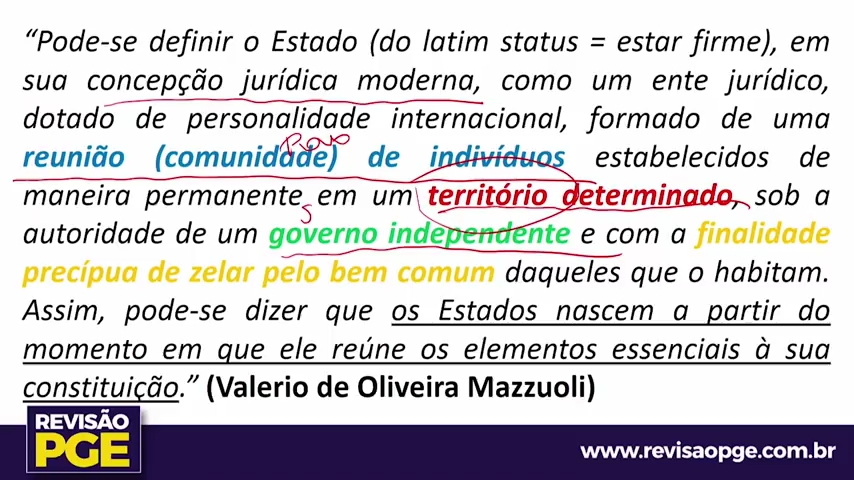 “Pode-se definir o Estado (do latim status = estar firme), em
sua concepção jurídica moderna, como um ente jurídico,
dotado de personalidade internacional, formado de uma
Povo
reunião (comunidade) de indivíduos estabelecidos de
maneira permanente em um território determinado, sob a
S
autoridade de um governo independente e com a finalidade
precípua de zelar pelo bem comum daqueles que o habitam.
Assim, pode-se dizer que os Estados nascem a partir do
momento em que ele reúne os elementos essenciais à sua
constituição.” (Valerio de Oliveira Mazzuoli)
REVISÃO
PGE
www.revisaopge.com.br